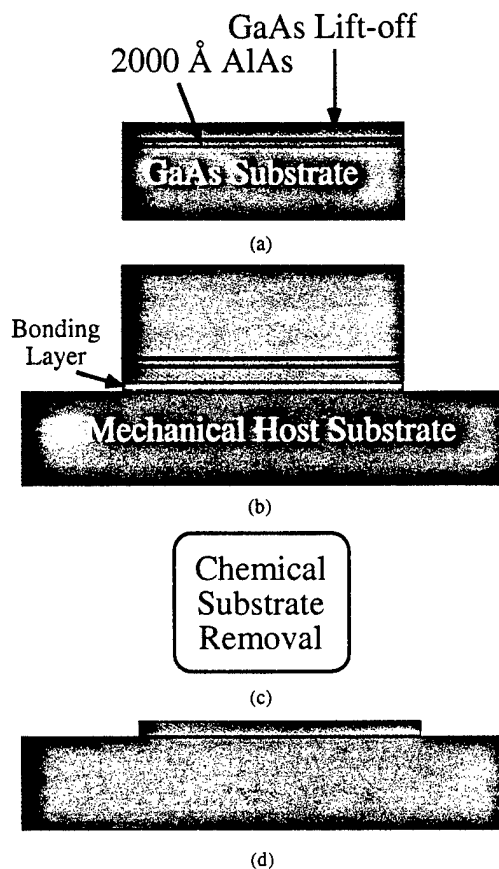 GaAs Lift-off
2000 Å AlAs
GaAs Substrate
(a)
Bonding
Layer
Mechanical Host Substrate
(b)
Chemical
Substrate
Removal
(c)
(d)